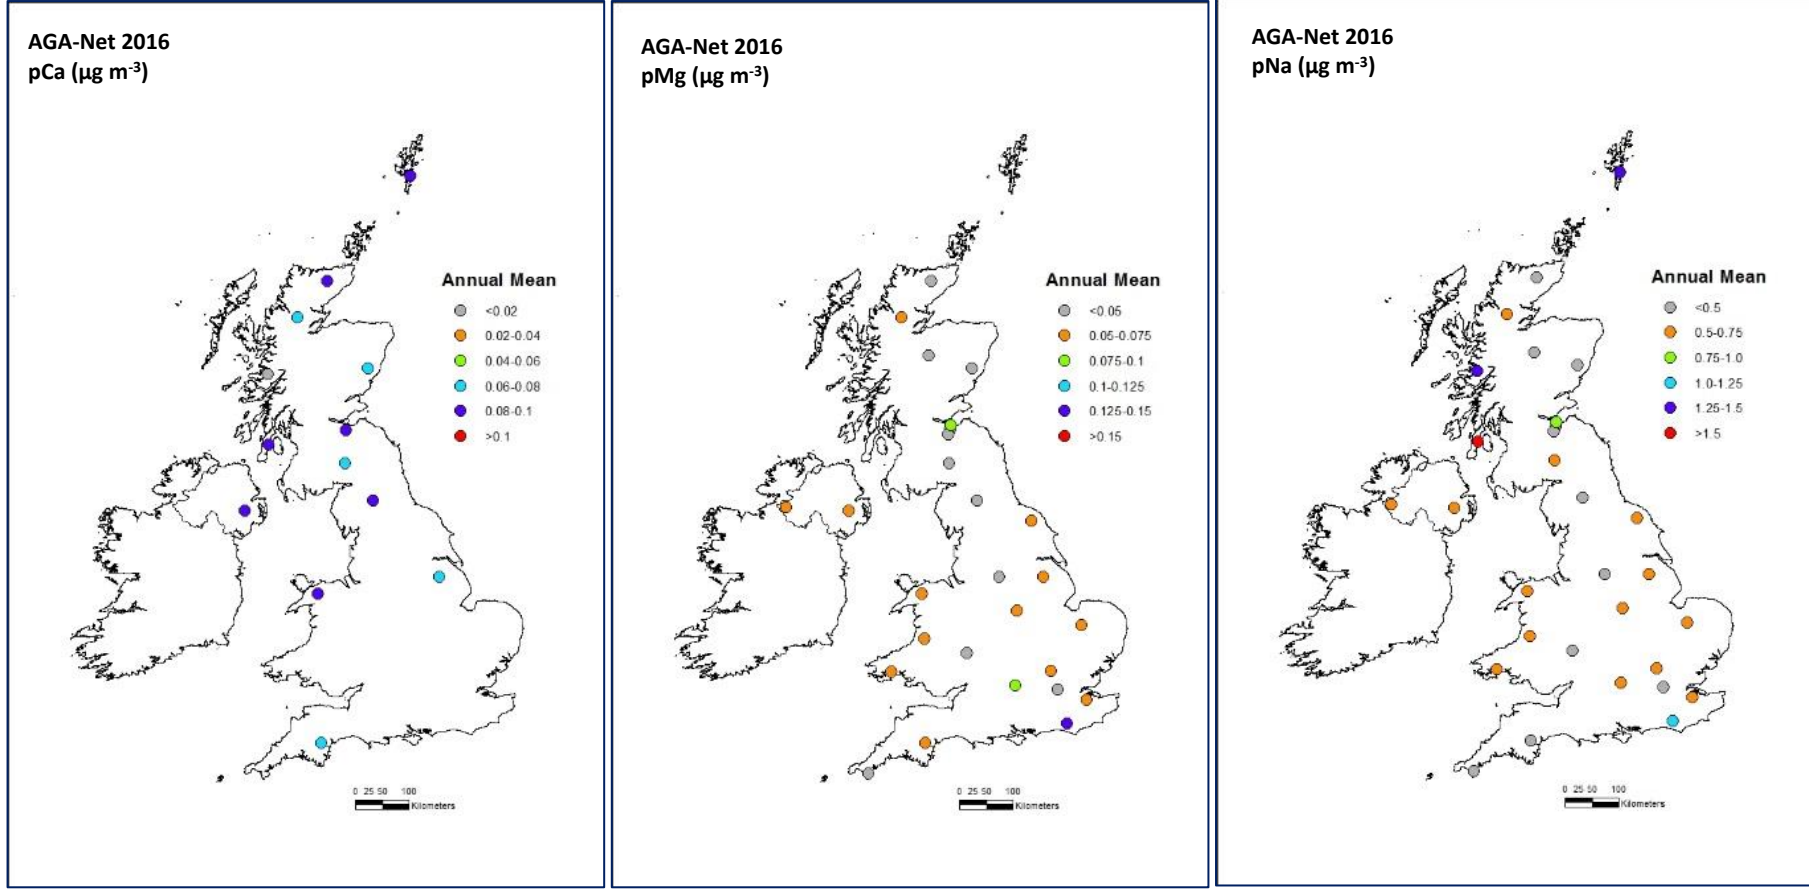 AGA-Net 2016
pCa (µg m-3)
Annual Mean
<0.02
0.02-0.04
0.04-0.06
0.06-0.08
0.08-0.1
>0.1
0 25 50 100
Kilometers
AGA-Net 2016
pMg (µg m-3)
Annual Mean
<0.05
0.05-0.075
0.075-0.1
0.1-0.125
0.125-0.15
>0.15
0 25 50 100
Kilometers
AGA-Net 2016
pNa (µg m-3)
Annual Mean
<0.5
0.5-0.75
0.75-1.0
1.0-1.25
1.25-1.5
>1.5
0 25 50 100
Kilometers